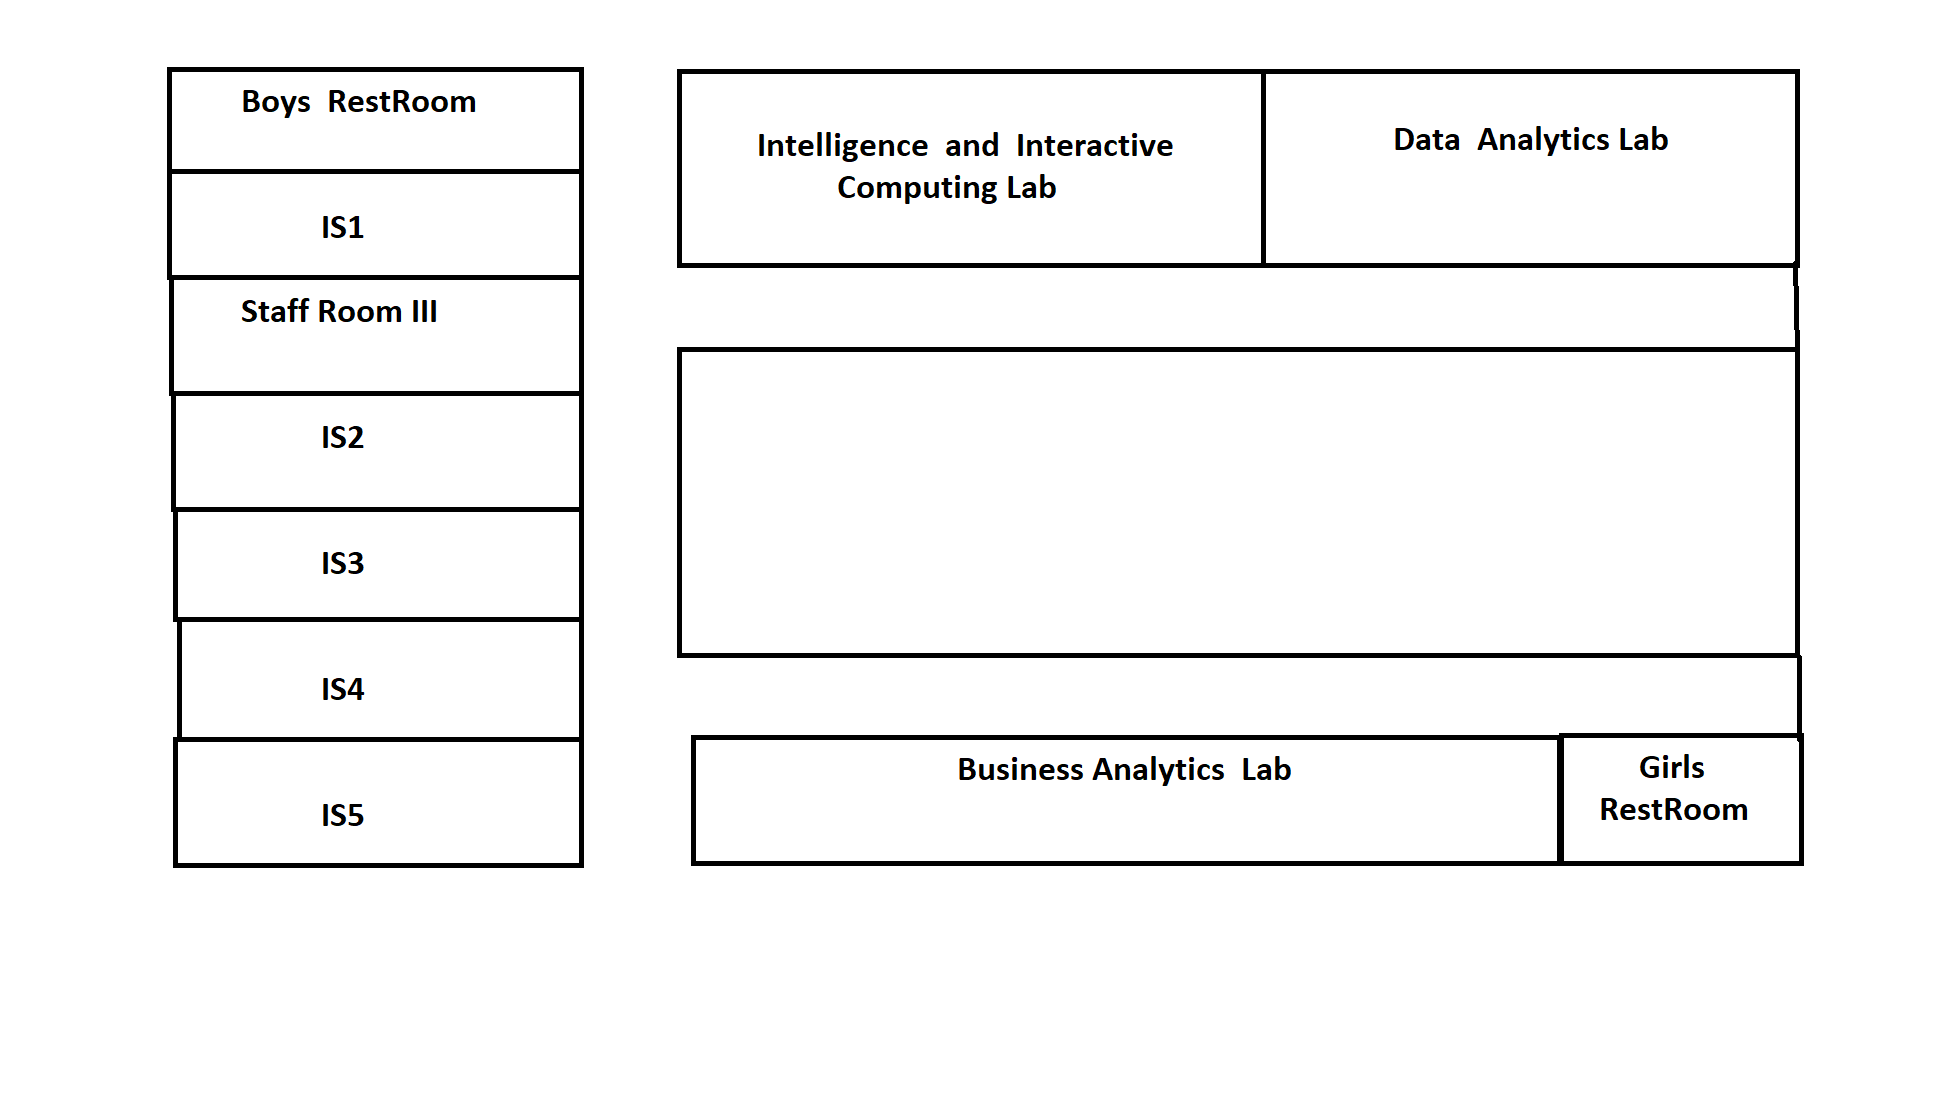 Boys RestRoom
IS1
Staff Room III
IS2
IS3
IS4
IS5
Intelligence and Interactive
Computing Lab
Data Analytics Lab
Business Analytics Lab
Girls
RestRoom